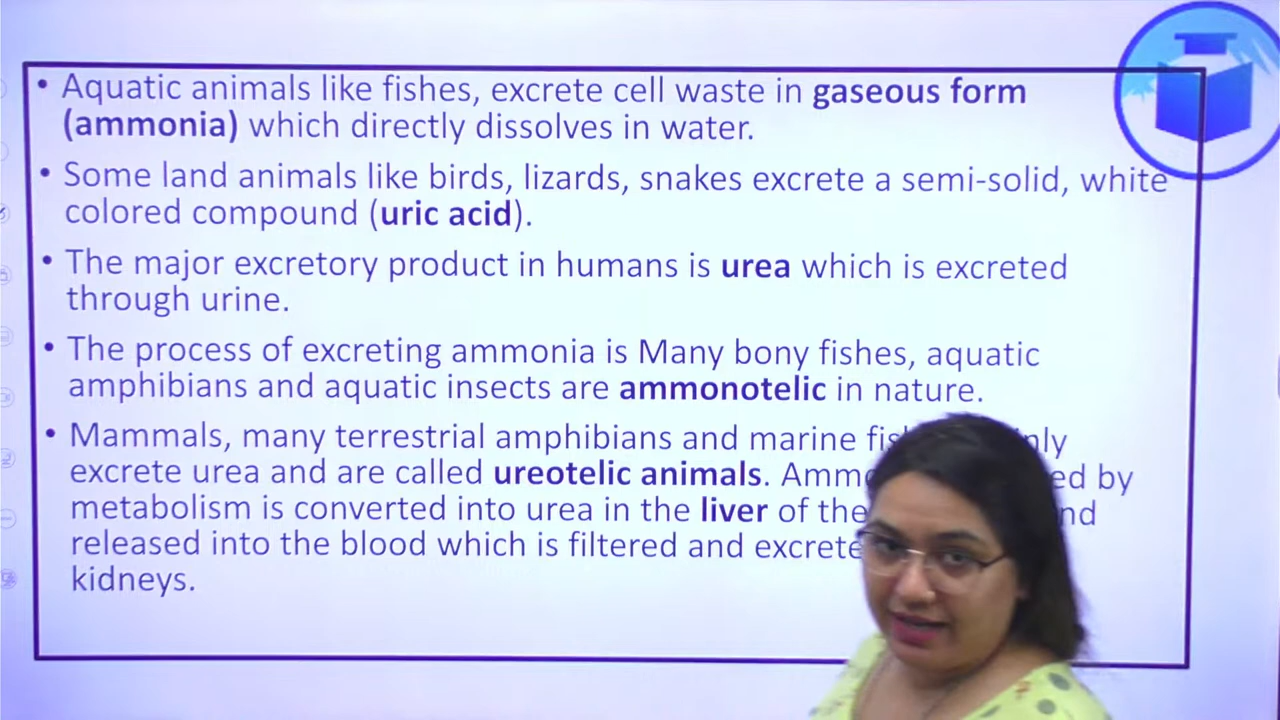 • Aquatic animals like fishes, excrete cell waste in gaseous form
(ammonia) which directly dissolves in water.
• Some land animals like birds, lizards, snakes excrete a semi-solid, white
colored compound (uric acid).
• The major excretory product in humans is urea which is excreted
through urine.
• The process of excreting ammonia is Many bony fishes, aquatic
amphibians and aquatic insects are ammonotelic in nature.
• Mammals, many terrestrial amphibians and marine
excrete urea and are called ureotelic animals. by
metabolism is converted into urea in the liver of the
released into the blood which is filtered and
kidneys.